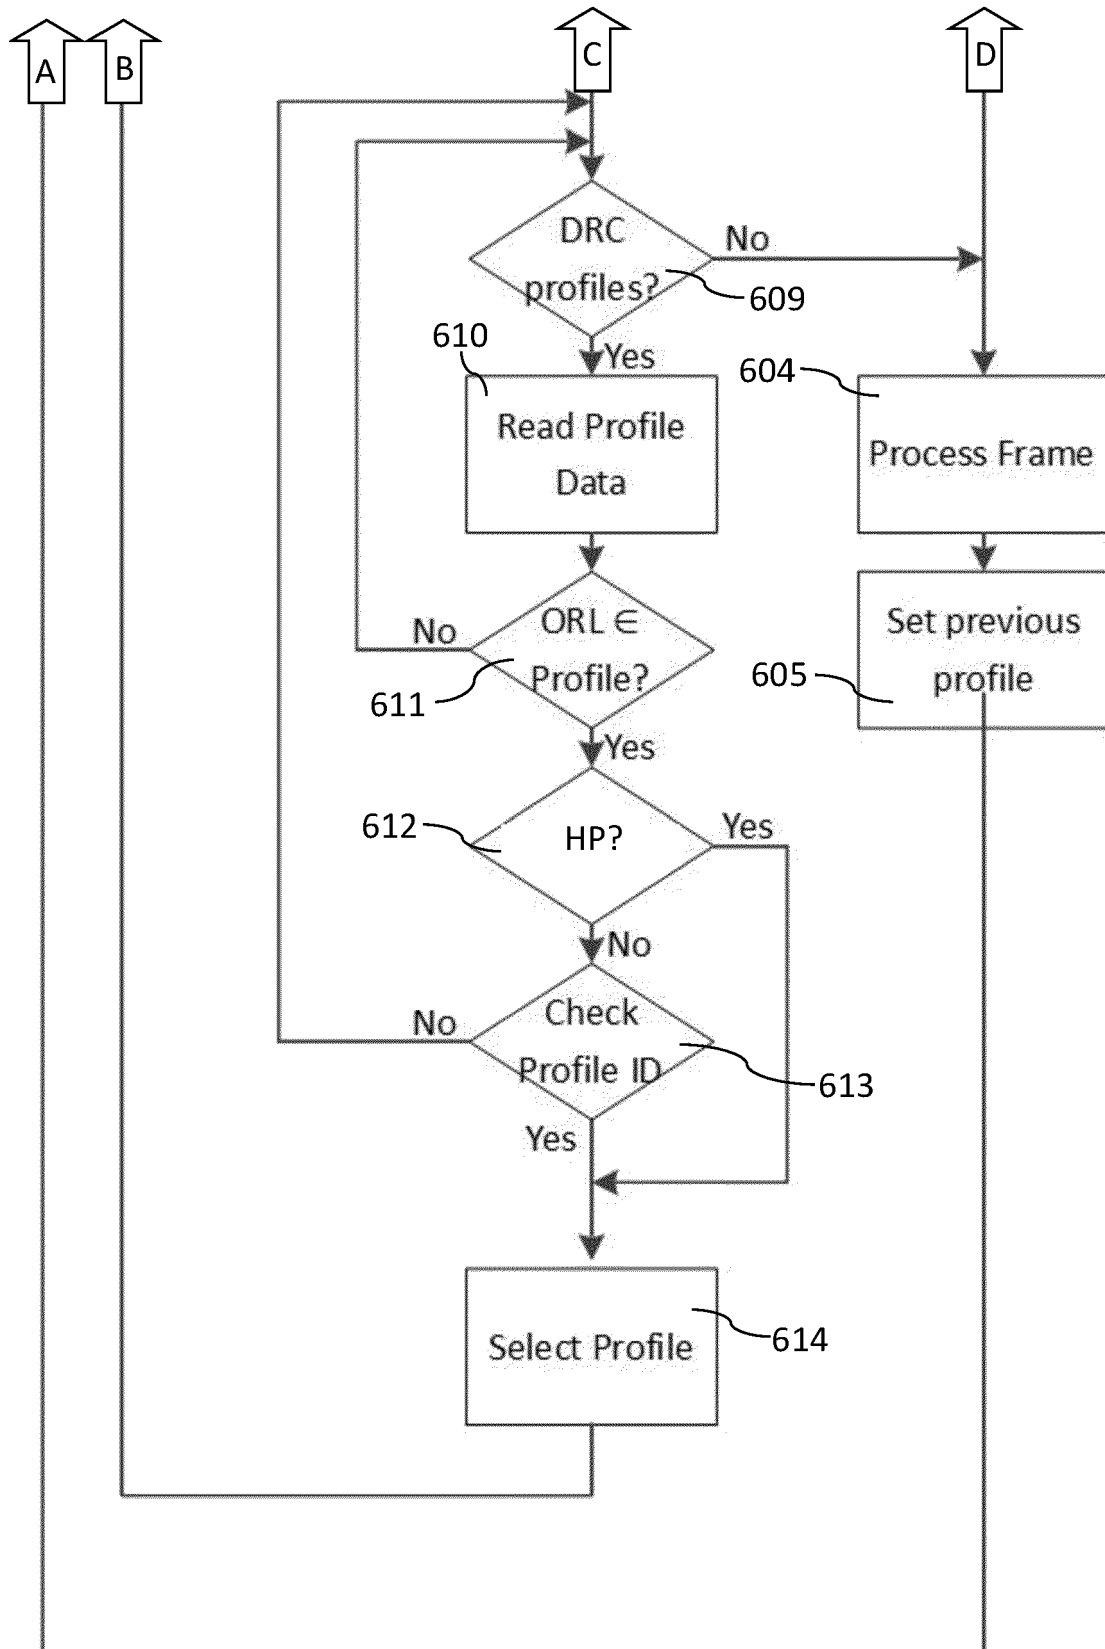 A
B
C
D
DRC
profiles?
No
609
610
Yes
604
Read Profile
Data
Process Frame
No
ORL ∈
Profile?
611
Set previous
profile
605
Yes
612
HP?
Yes
No
No
Check
Profile ID
613
Yes
Select Profile
614